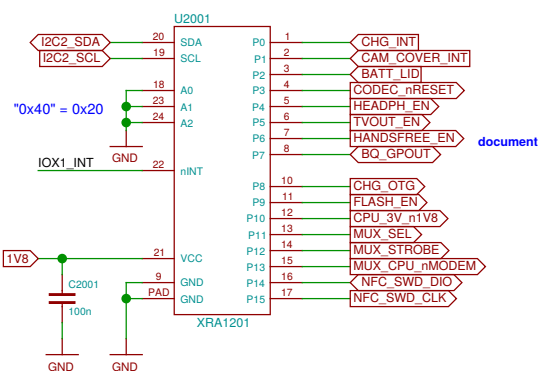 U2001
I2C2_SDA 20 SDA P0 1 CHG_INT
I2C2_SCL 19 SCL P1 2 CAM_COVER_INT
P2 3 BATT_LID
18 A0 P3 4 CODEC_nRESET
"0x40" = 0x20 23 A1 P4 5 HEADPH_EN
24 A2 P5 6 TVOUT_EN
P6 7 HANDSFREE_EN document
GND P7 8 BQ_GPOUT
IOX1_INT 22 nINT
P8 10 CHG_OTG
P9 11 FLASH_EN
P10 12 CPU_3V_n1V8
P11 13 MUX_SEL
1V8 21 VCC P12 14 MUX_STROBE
P13 15 MUX_CPU_nMODEM
C2001 9 GND P14 16 NFC_SWD_DIO
100n PAD GND P15 17 NFC_SWD_CLK
XRA1201
GND GND